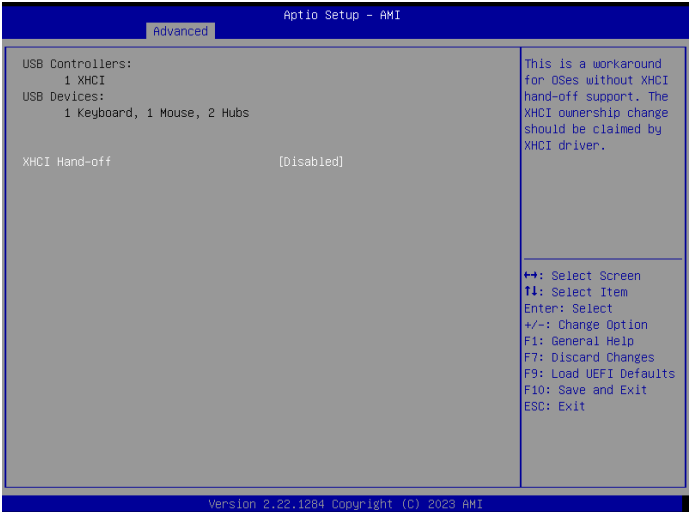 Aptio Setup – AMI
Advanced
USB Controllers:
1 XHCI
USB Devices:
1 Keyboard, 1 Mouse, 2 Hubs
XHCI Hand-off [Disabled]
This is a workaround
for OSes without XHCI
hand-off support. The
XHCI ownership change
should be claimed by
XHCI driver.
↔: Select Screen
↑↓: Select Item
Enter: Select
+/-: Change Option
F1: General Help
F7: Discard Changes
F9: Load UEFI Defaults
F10: Save and Exit
ESC: Exit
Version 2.22.1284 Copyright (C) 2023 AMI